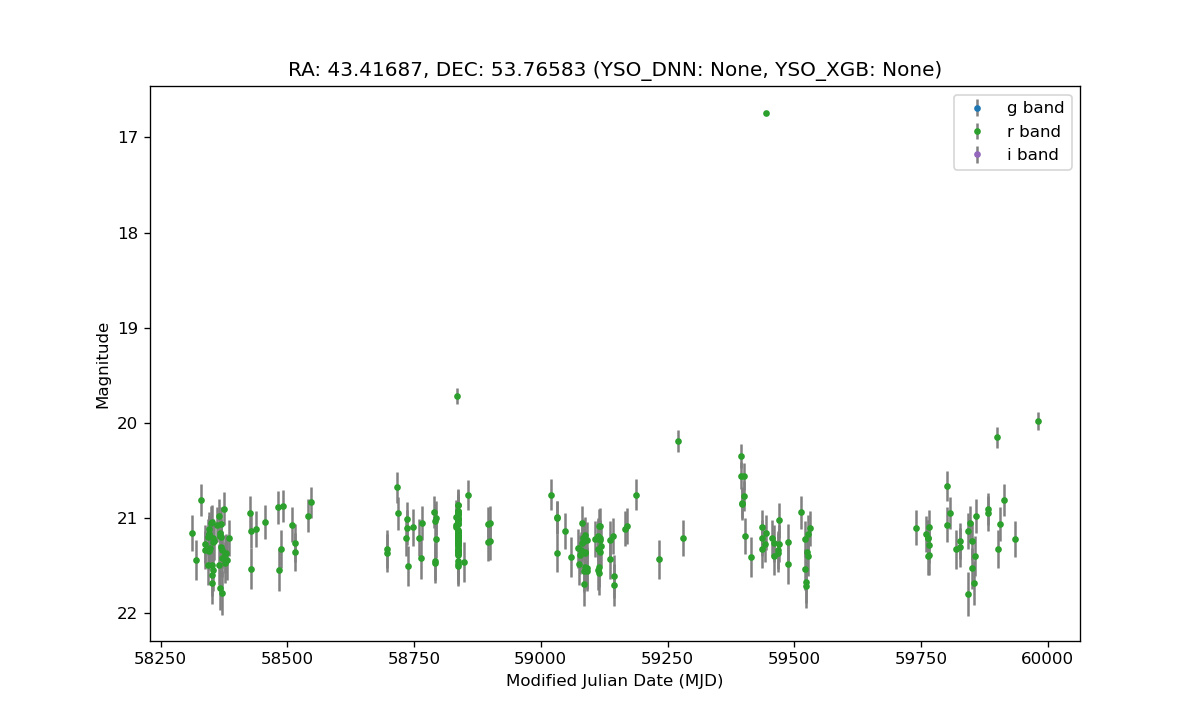 RA: 43.41687, DEC: 53.76583 (YSO_DNN: None, YSO_XGB: None)
g band
r band
i band
17
18
19
20
21
22
Magnitude
58250 58500 58750 59000 59250 59500 59750 60000
Modified Julian Date (MJD)